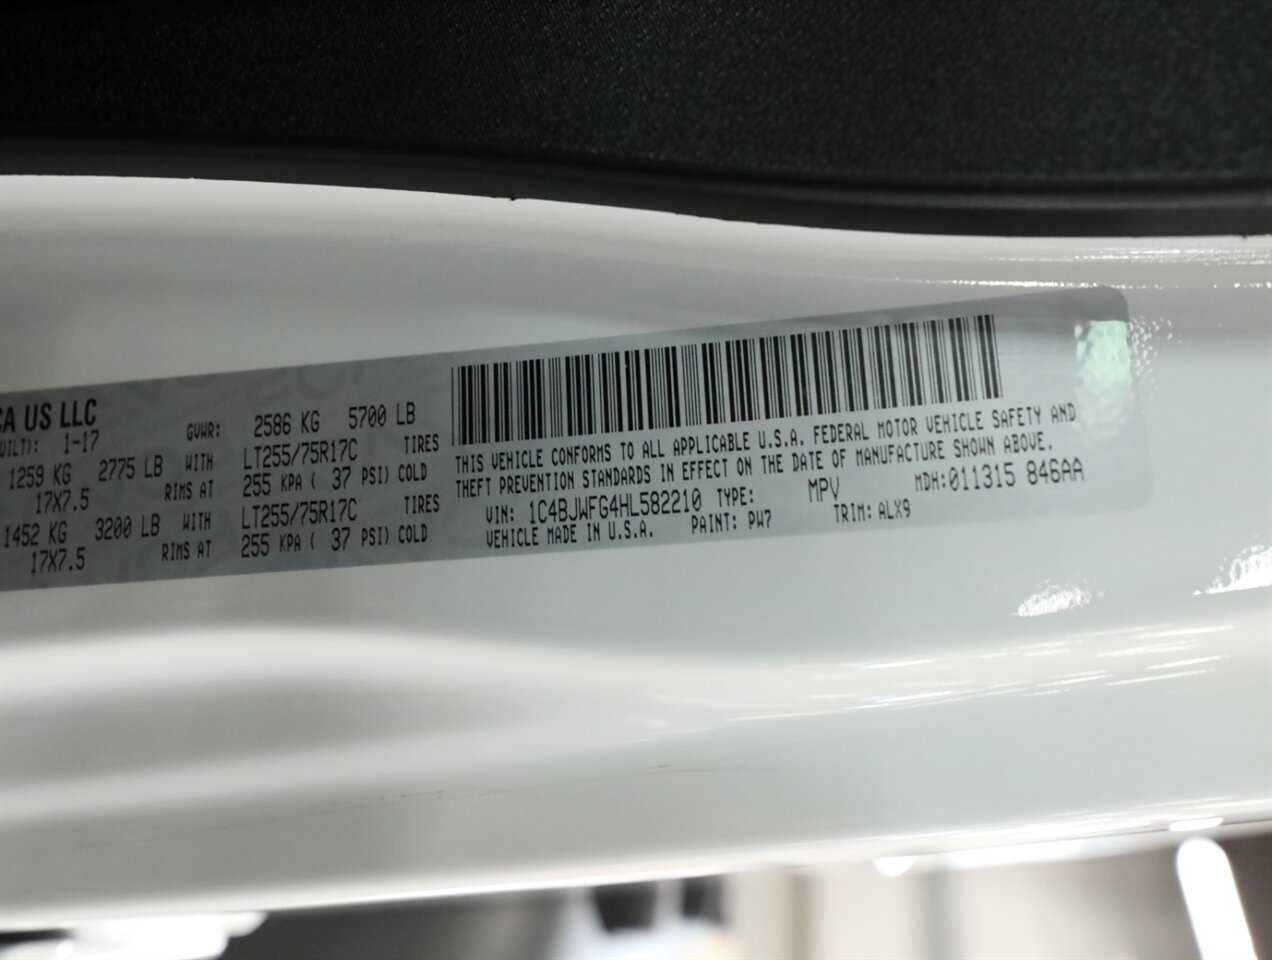 CA US LLC
UILT): 1-17 GVWR: 2586 KG 5700 LB
1259 KG 2775 LB WITH LT255/75R17C TIRES
17X7.5 RIMS AT 255 KPA ( 37 PSI) COLD
1452 KG 3200 LB WITH LT255/75R17C TIRES
17X7.5 RIMS AT 255 KPA ( 37 PSI) COLD
THIS VEHICLE CONFORMS TO ALL APPLICABLE U.S.A. FEDERAL MOTOR VEHICLE SAFETY AND
THEFT PREVENTION STANDARDS IN EFFECT ON THE DATE OF MANUFACTURE SHOWN ABOVE.
VIN: 1C4BJWFG4HL582210 TYPE: MPV MDH:011315 846AA
VEHICLE MADE IN U.S.A. PAINT: PW7 TRIM: ALX9